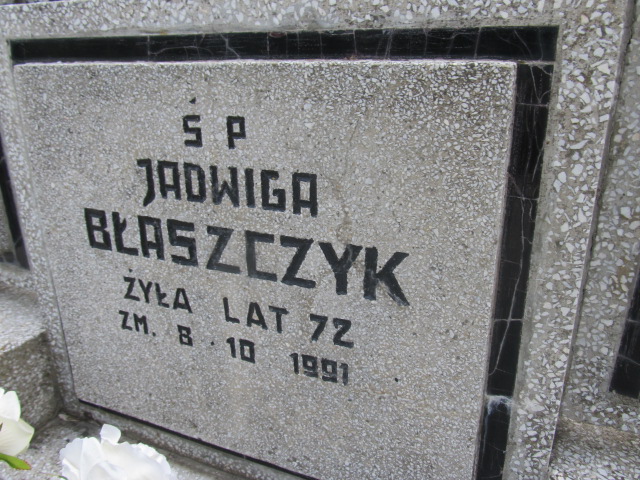 Ś P
JADWIGA
BŁASZCZYK
ŻYŁA LAT 72
ZM. 8 · 10 1991